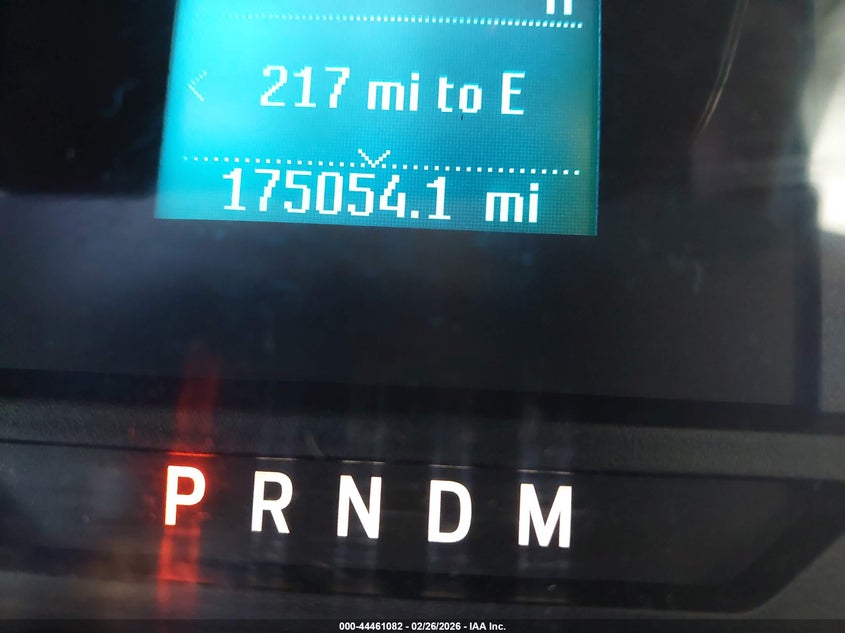 217 mi to E
175054.1 mi
P R N D M
000-44461082 - 02/26/2026 - IAA Inc.